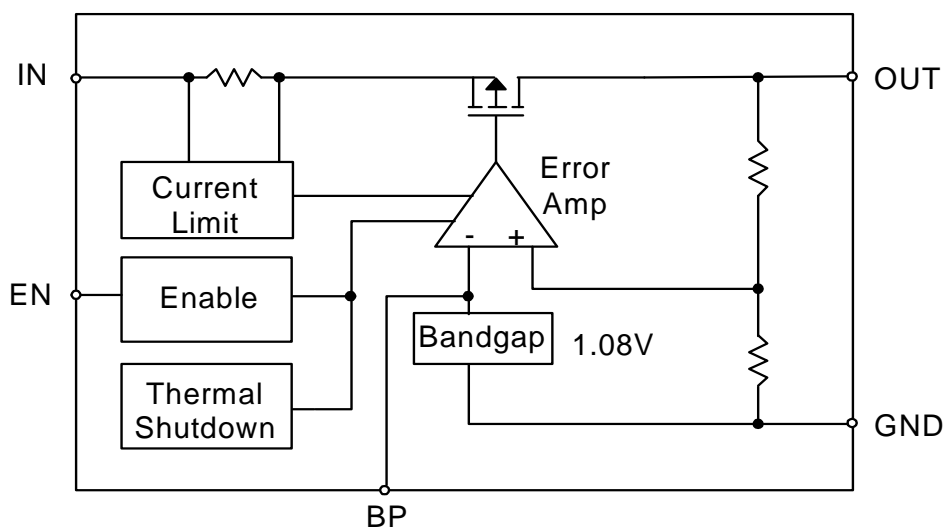 IN
OUT
Error
Amp
Current
Limit
- +
EN
Enable
Bandgap
1.08V
Thermal
Shutdown
GND
BP